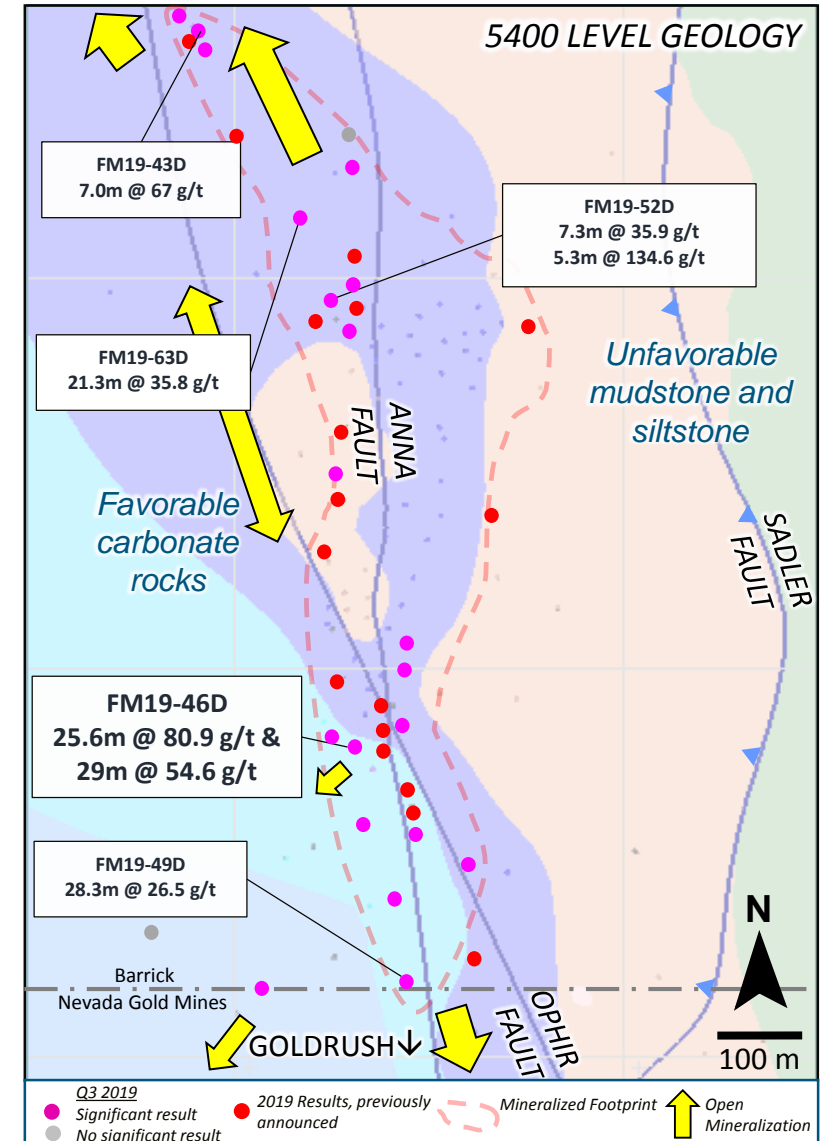 5400 LEVEL GEOLOGY
FM19-43D
7.0m @ 67 g/t
FM19-52D
7.3m @ 35.9 g/t
5.3m @ 134.6 g/t
FM19-63D
21.3m @ 35.8 g/t
Unfavorable
mudstone and
siltstone
ANNA
FAULT
Favorable
carbonate
rocks
SADLER
FAULT
FM19-46D
25.6m @ 80.9 g/t &
29m @ 54.6 g/t
FM19-49D
28.3m @ 26.5 g/t
N
Barrick
Nevada Gold Mines
OPHIR
FAULT
GOLDRUSH↓
100 m
Q3 2019
Significant result
No significant result
2019 Results, previously
announced
Mineralized Footprint
Open
Mineralization